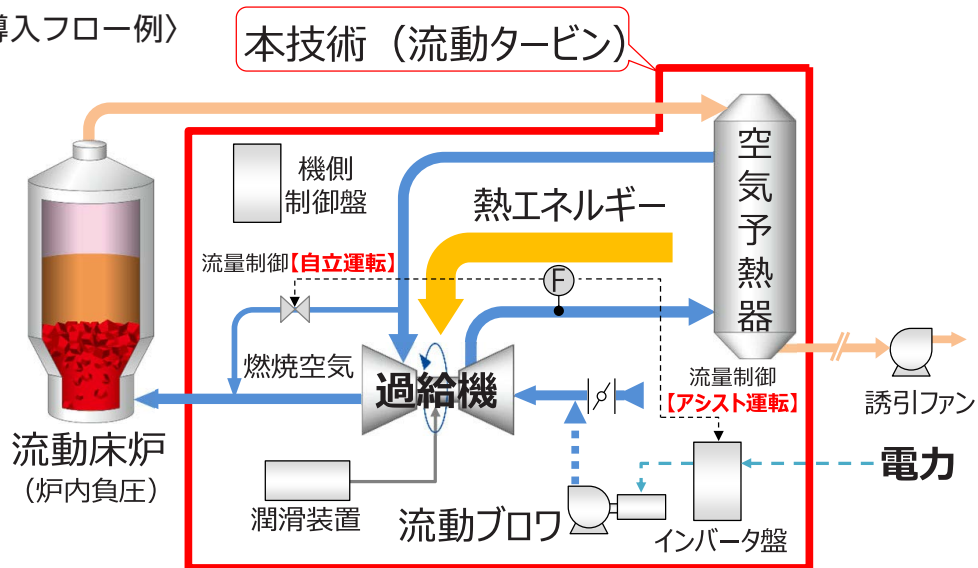 導入フロー例〉
本技術（流動タービン）
機側
制御盤
空気予熱器
熱エネルギー
流量制御【自立運転】
F
燃焼空気
過給機
流量制御
【アシスト運転】
誘引ファン
流動床炉
（炉内負圧）
電力
潤滑装置
流動ブロワ
インバータ盤